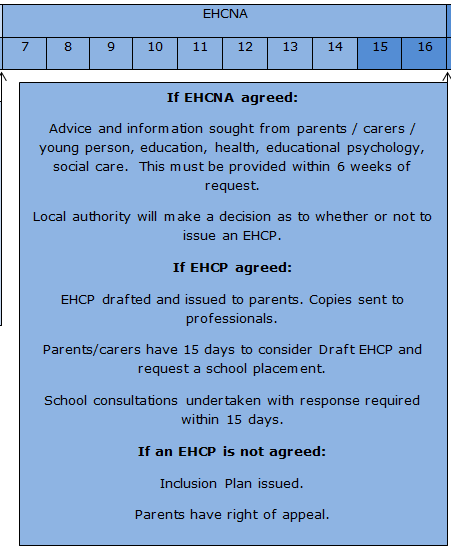 EHCNA
7 8 9 10 11 12 13 14 15 16
If EHCNA agreed:
Advice and information sought from parents / carers /
young person, education, health, educational psychology,
social care.  This must be provided within 6 weeks of
request.
Local authority will make a decision as to whether or not to
issue an EHCP.
If EHCP agreed:
EHCP drafted and issued to parents. Copies sent to
professionals.
Parents/carers have 15 days to consider Draft EHCP and
request a school placement.
School consultations undertaken with response required
within 15 days.
If an EHCP is not agreed:
Inclusion Plan issued.
Parents have right of appeal.